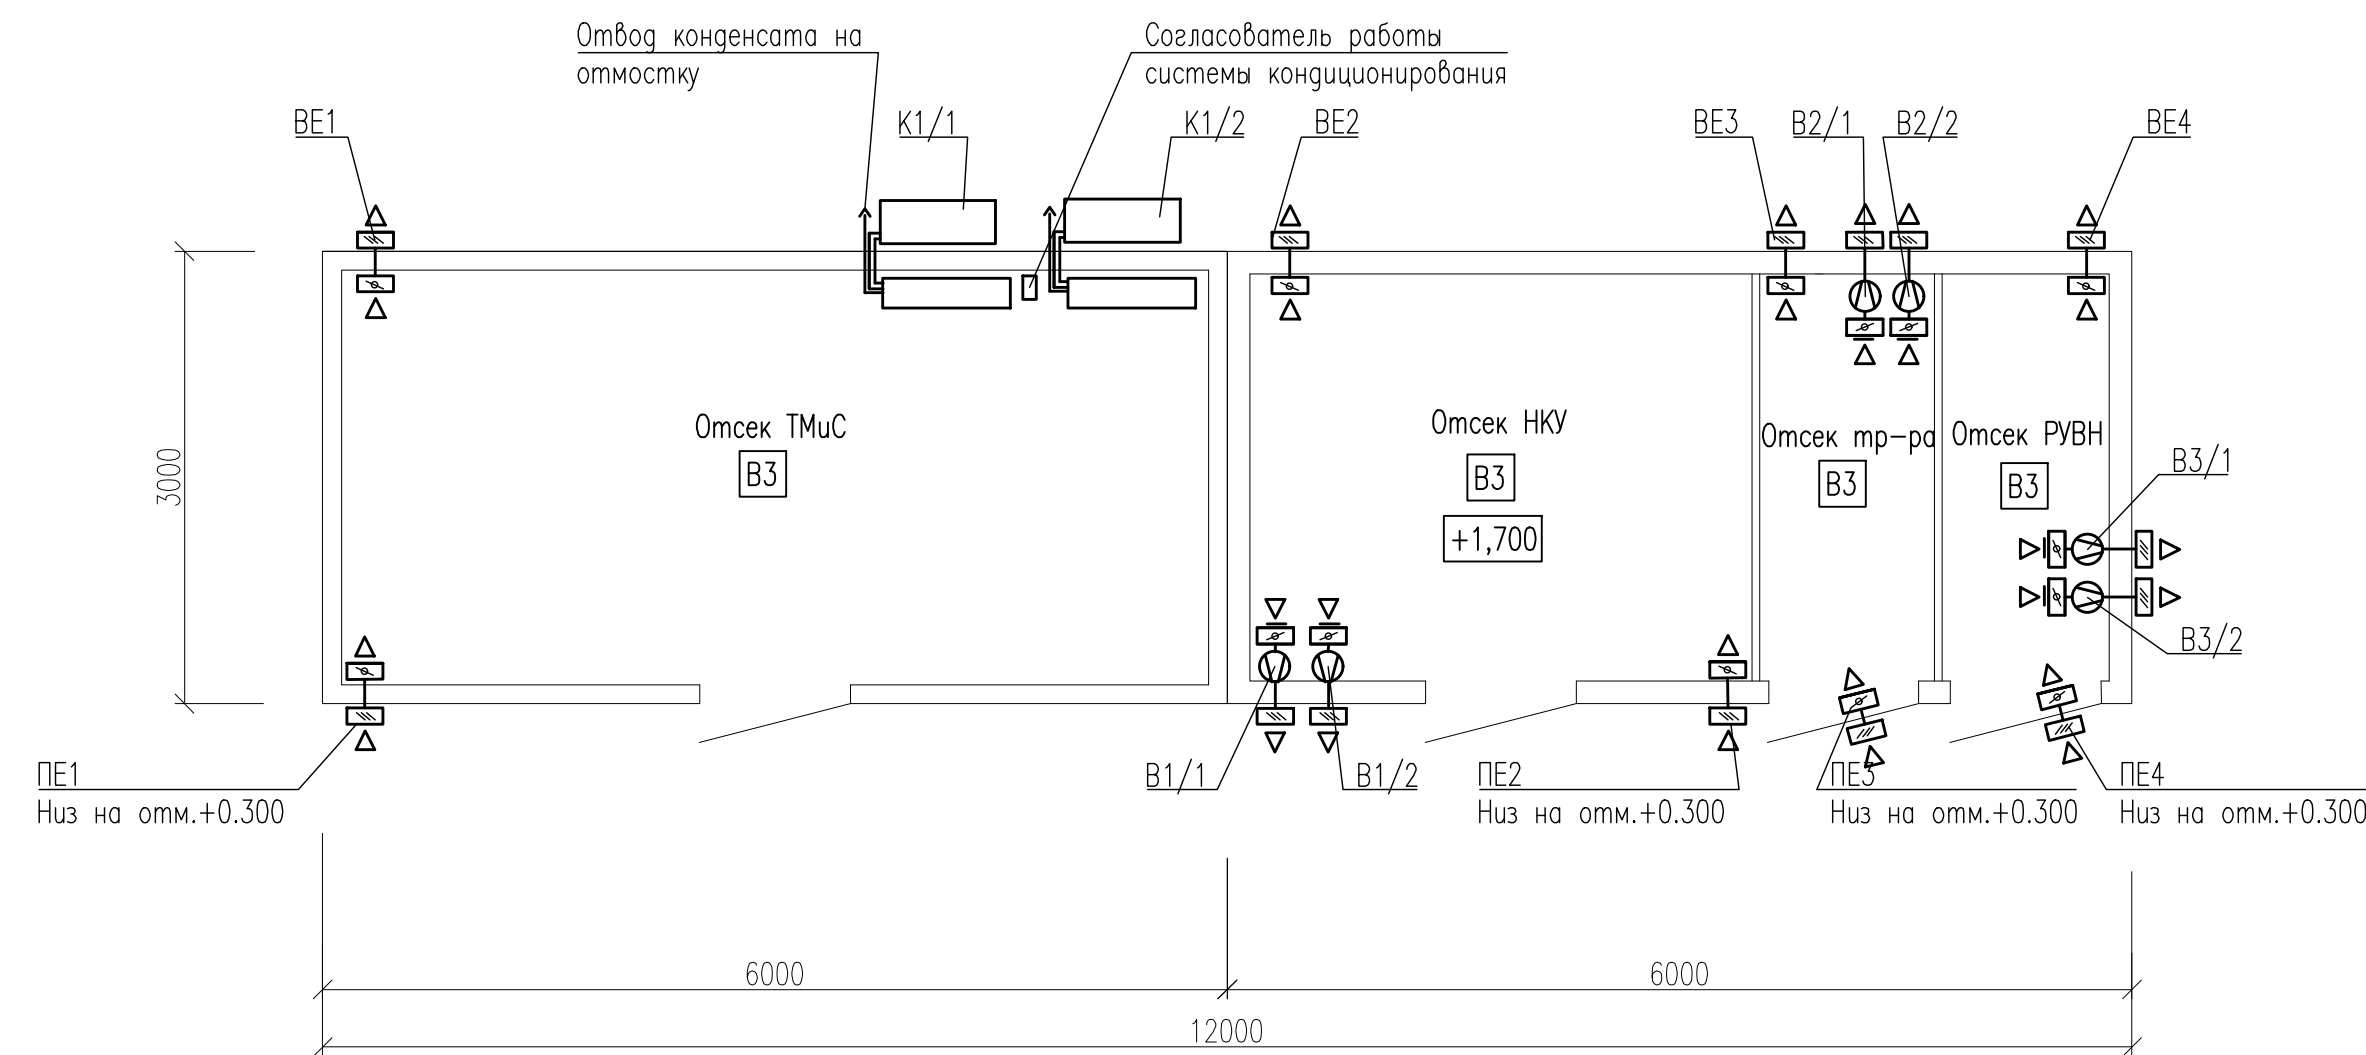 Отвод конденсата на
отмостку
Согласователь работы
системы кондиционирования
ВЕ1
К1/1
К1/2
ВЕ2
ВЕ3
В2/1
В2/2
ВЕ4
3000
Отсек ТМиС
В3
Отсек НКУ
В3
+1,700
Отсек тр-ра
В3
Отсек РУВН
В3
В3/1
В3/2
ПЕ1
Низ на отм.+0.300
В1/1
В1/2
ПЕ2
Низ на отм.+0.300
ПЕ3
Низ на отм.+0.300
ПЕ4
Низ на отм.+0.300
6000
6000
12000